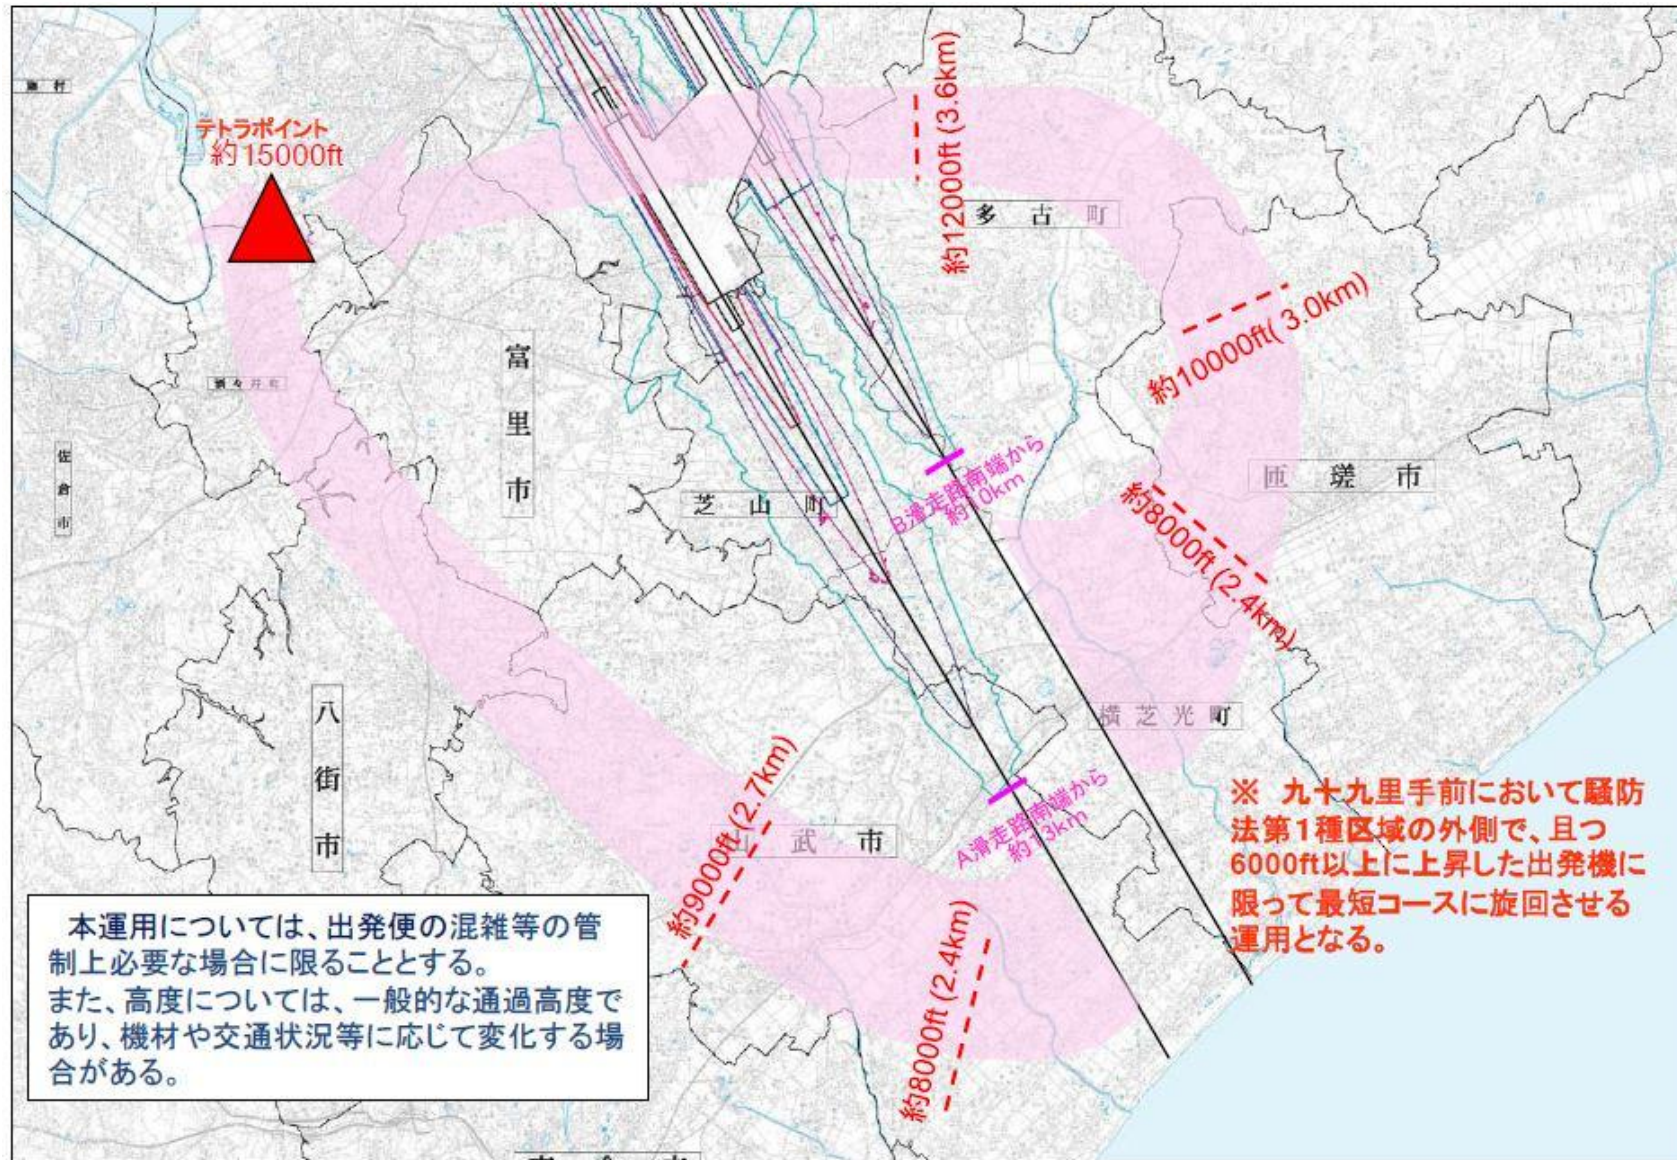 テトラポイント
約15000ft
約12000ft (3.6km)
多古町
約10000ft( 3.0km)
富
里
市
佐
倉
市
芝山町
B滑走路南端から
約10km
匝瑳市
約8000ft (2.4km)
八
街
市
横芝光町
約9000ft (2.7km)
山武市
A滑走路南端から
約13km
約8000ft (2.4km)
※ 九十九里手前において騒防
法第1種区域の外側で、且つ
6000ft以上に上昇した出発機に
限って最短コースに旋回させる
運用となる。
本運用については、出発便の混雑等の管
制上必要な場合に限ることとする。
また、高度については、一般的な通過高度で
あり、機材や交通状況等に応じて変化する場
合がある。